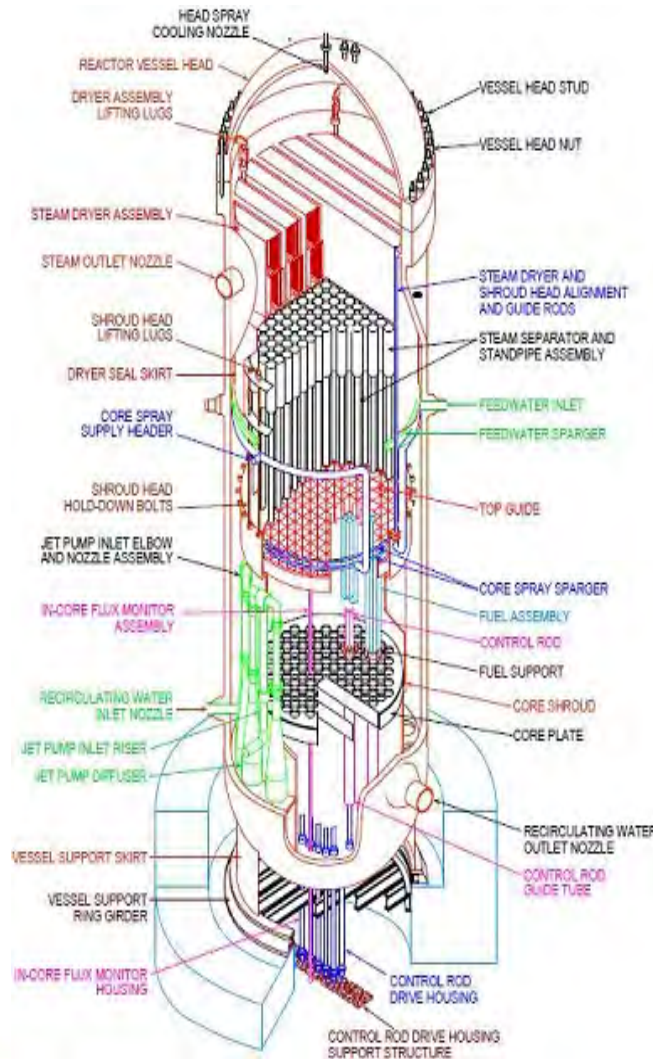 HEAD SPRAY
COOLING NOZZLE
REACTOR VESSEL HEAD
DRYER ASSEMBLY
LIFTING LUGS
STEAM DRYER ASSEMBLY
STEAM OUTLET NOZZLE
SHROUD HEAD
LIFTING LUGS
DRYER SEAL SKIRT
CORE SPRAY
SUPPLY HEADER
SHROUD HEAD
HOLD-DOWN BOLTS
JET PUMP INLET ELBOW
AND NOZZLE ASSEMBLY
IN-CORE FLUX MONITOR
ASSEMBLY
RECIRCULATING WATER
INLET NOZZLE
JET PUMP INLET RISER
JET PUMP DIFFUSER
VESSEL SUPPORT SKIRT
VESSEL SUPPORT
RING GIRDER
IN-CORE FLUX MONITOR
HOUSING
VESSEL HEAD STUD
VESSEL HEAD NUT
STEAM DRYER AND
SHROUD HEAD ALIGNMENT
AND GUIDE RODS
STEAM SEPARATOR AND
STANDPIPE ASSEMBLY
FEEDWATER INLET
FEEDWATER SPARGER
TOP GUIDE
CORE SPRAY SPARGER
FUEL ASSEMBLY
CONTROL ROD
FUEL SUPPORT
CORE SHROUD
CORE PLATE
RECIRCULATING WATER
OUTLET NOZZLE
CONTROL ROD
GUIDE TUBE
CONTROL ROD
DRIVE HOUSING
CONTROL ROD DRIVE HOUSING
SUPPORT STRUCTURE